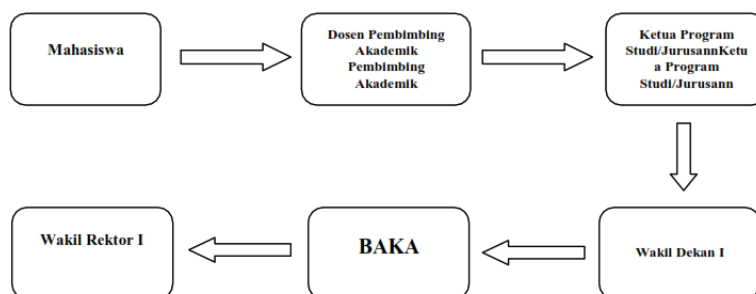 Mahasiswa
Dosen Pembimbing
Akademik
Pembimbing
Akademik
Ketua Program
Studi/JurusannKetu
a Program
Studi/Jurusann
Wakil Rektor I
BAKA
Wakil Dekan I